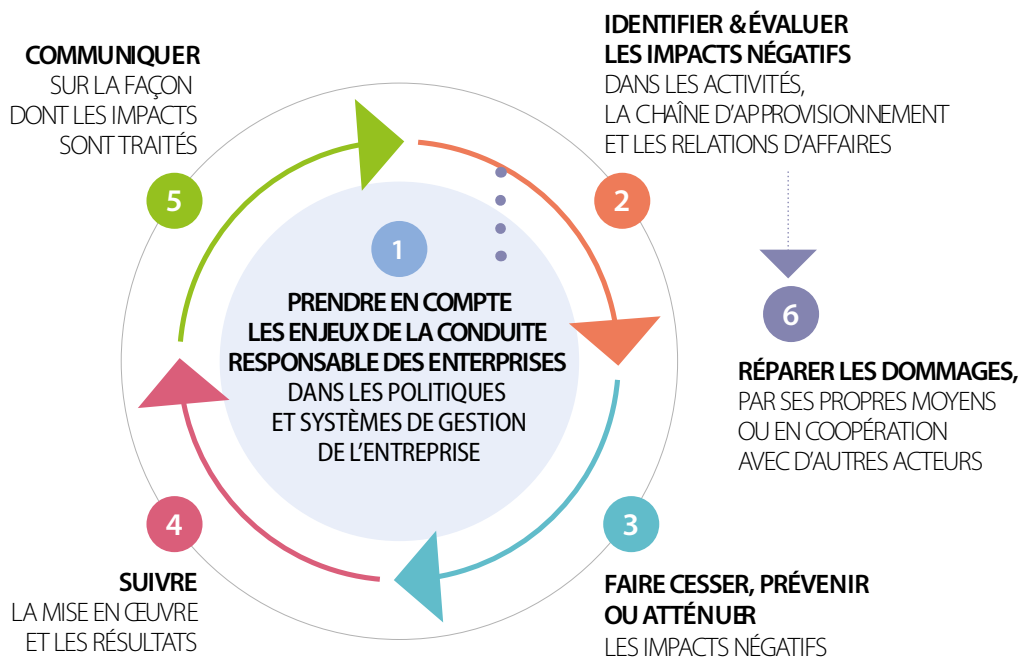 1
PRENDRE EN COMPTE
LES ENJEUX DE LA CONDUITE
RESPONSABLE DES ENTERPRISES
DANS LES POLITIQUES
ET SYSTÈMES DE GESTION
DE L'ENTREPRISE
2
IDENTIFIER & ÉVALUER
LES IMPACTS NÉGATIFS
DANS LES ACTIVITÉS,
LA CHAÎNE D'APPROVISIONNEMENT
ET LES RELATIONS D'AFFAIRES
3
FAIRE CESSER, PRÉVENIR
OU ATTÉNUER
LES IMPACTS NÉGATIFS
4
SUIVRE
LA MISE EN ŒUVRE
ET LES RÉSULTATS
5
COMMUNIQUER
SUR LA FAÇON
DONT LES IMPACTS
SONT TRAITÉS
6
RÉPARER LES DOMMAGES,
PAR SES PROPRES MOYENS
OU EN COOPÉRATION
AVEC D'AUTRES ACTEURS